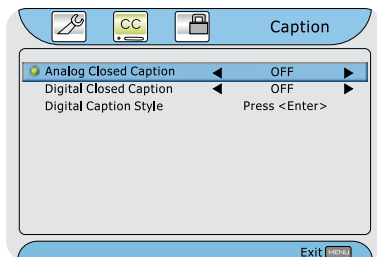 CC
Caption
Analog Closed Caption OFF
Digital Closed Caption OFF
Digital Caption Style Press <Enter>
Exit MENU